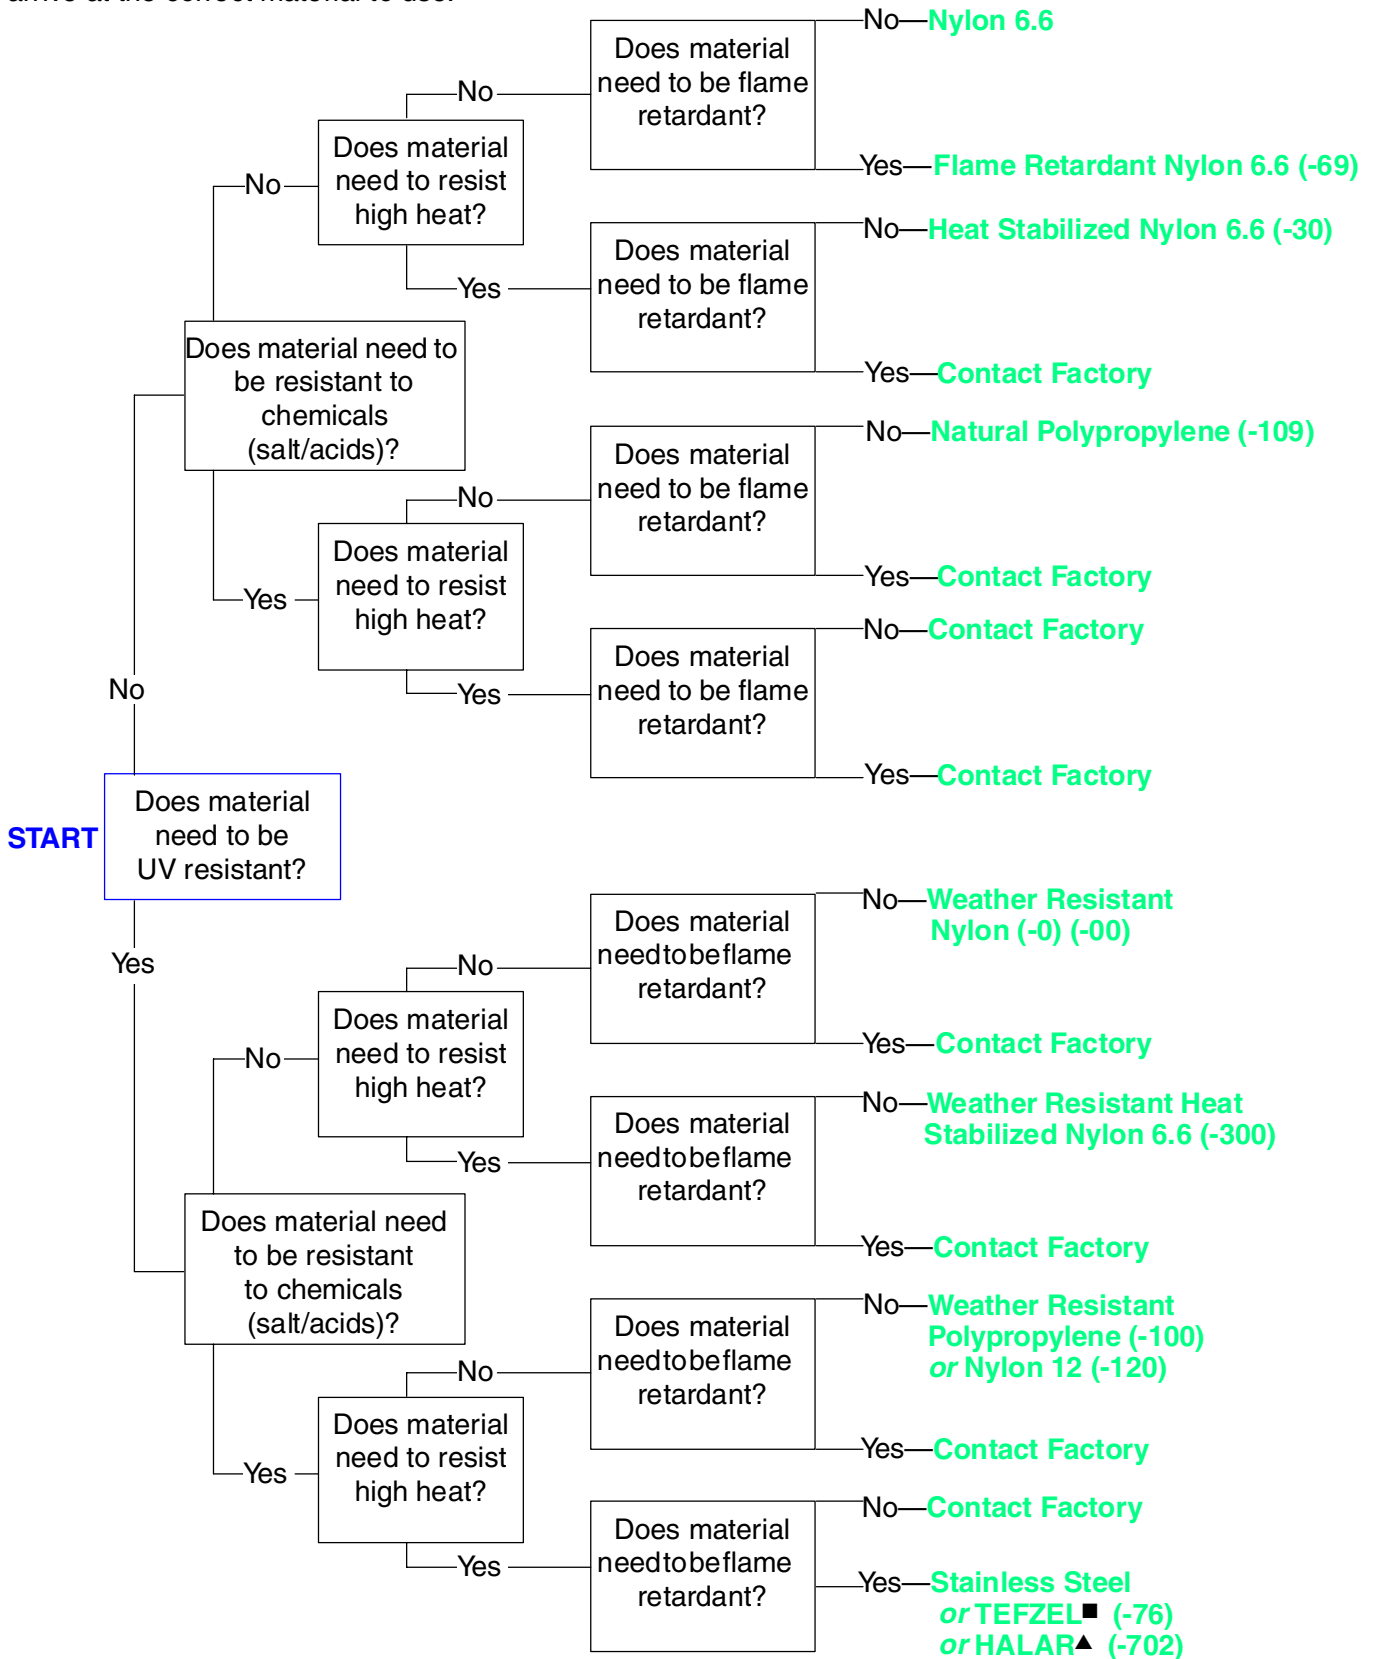 arrive at the correct material to use.
No Nylon 6.6
Does material
need to be flame
retardant?
No
Does material
need to resist
high heat?
Yes Flame Retardant Nylon 6.6 (-69)
No
No Heat Stabilized Nylon 6.6 (-30)
Does material
need to be flame
retardant?
Yes
Does material need to
be resistant to
chemicals
(salt/acids)?
Yes Contact Factory
No Natural Polypropylene (-109)
Does material
need to be flame
retardant?
No
Does material
need to resist
high heat?
Yes Contact Factory
Yes
No Contact Factory
Does material
need to be flame
retardant?
Yes
No
Yes Contact Factory
START
Does material
need to be
UV resistant?
No Weather Resistant
Nylon (-0) (-00)
Does material
needtobeflame
retardant?
Yes
No
Does material
need to resist
high heat?
Yes Contact Factory
No
No Weather Resistant Heat
Stabilized Nylon 6.6 (-300)
Does material
needtobeflame
retardant?
Yes
Does material need
to be resistant
to chemicals
(salt/acids)?
Yes Contact Factory
No Weather Resistant
Polypropylene (-100)
or Nylon 12 (-120)
Does material
needtobeflame
retardant?
No
Does material
need to resist
high heat?
Yes Contact Factory
Yes
No Contact Factory
Does material
needtobeflame
retardant?
Yes
Yes Stainless Steel
or TEFZEL■ (-76)
or HALAR▲ (-702)